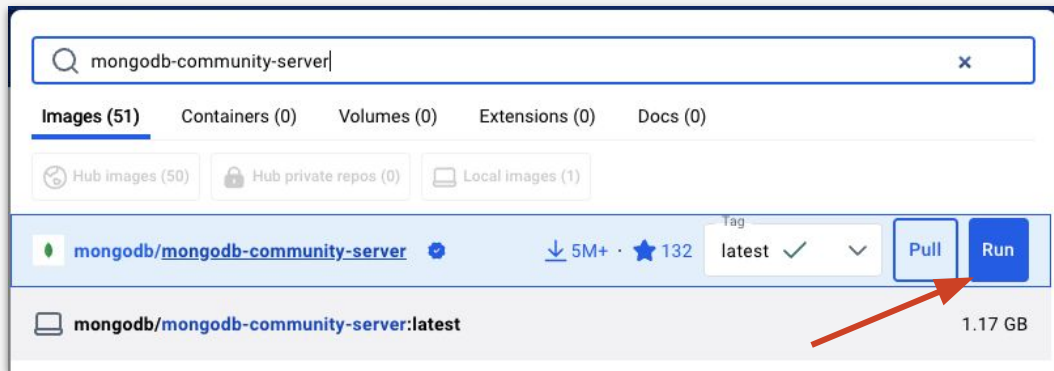 mongodb-community-server
Images (51) Containers (0) Volumes (0) Extensions (0) Docs (0)
Hub images (50) Hub private repos (0) Local images (1)
Tag
mongodb/mongodb-community-server 5M+ · 132 latest Pull Run
mongodb/mongodb-community-server:latest 1.17 GB